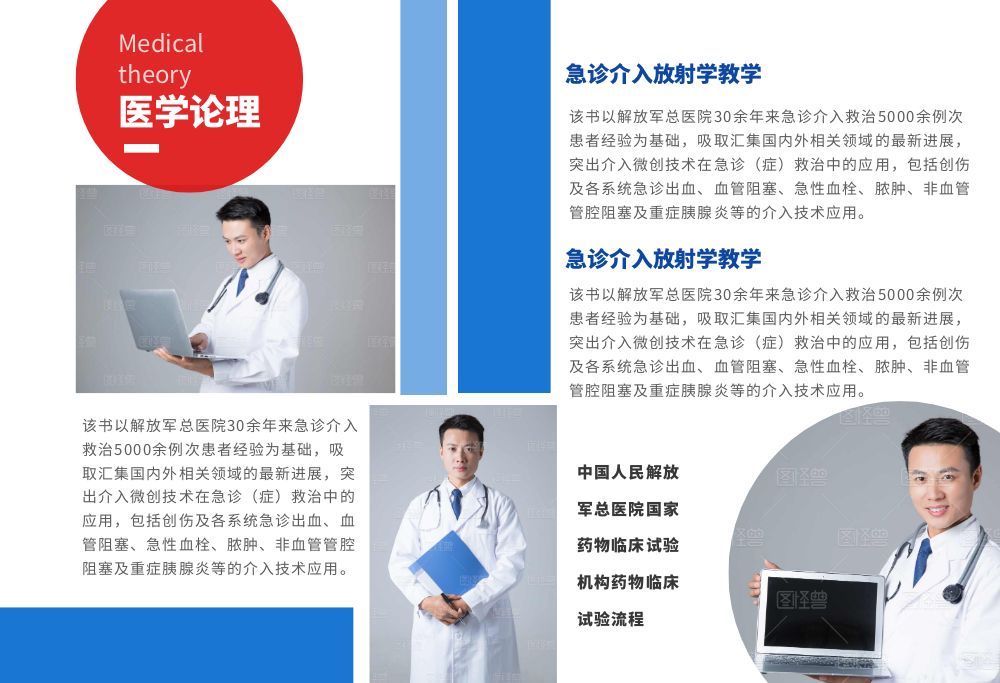 Medical
theory
医学论理
该书以解放军总医院30余年来急诊介入
救治5000余例次患者经验为基础，吸
取汇集国内外相关领域的最新进展，突
出介入微创技术在急诊（症）救治中的
应用，包括创伤及各系统急诊出血、血
管阻塞、急性血栓、脓肿、非血管管腔
阻塞及重症胰腺炎等的介入技术应用。
急诊介入放射学教学
该书以解放军总医院30余年来急诊介入救治5000余例次
患者经验为基础，吸取汇集国内外相关领域的最新进展，
突出介入微创技术在急诊（症）救治中的应用，包括创伤
及各系统急诊出血、血管阻塞、急性血栓、脓肿、非血管
管腔阻塞及重症胰腺炎等的介入技术应用。
急诊介入放射学教学
该书以解放军总医院30余年来急诊介入救治5000余例次
患者经验为基础，吸取汇集国内外相关领域的最新进展，
突出介入微创技术在急诊（症）救治中的应用，包括创伤
及各系统急诊出血、血管阻塞、急性血栓、脓肿、非血管
管腔阻塞及重症胰腺炎等的介入技术应用。
中国人民解放
军总医院国家
药物临床试验
机构药物临床
试验流程
图怪兽